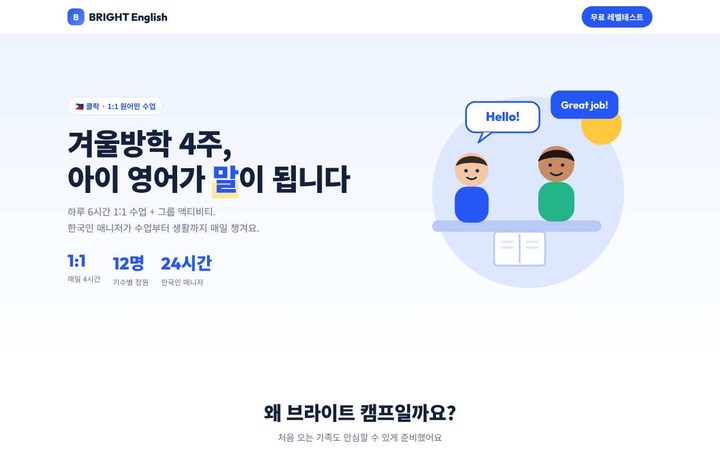 B BRIGHT English
무료 레벨테스트
🇵🇭 클락 · 1:1 원어민 수업
겨울방학 4주,
아이 영어가 말이 됩니다
하루 6시간 1:1 수업 + 그룹 액티비티.
한국인 매니저가 수업부터 생활까지 매일 챙겨요.
1:1
매일 4시간
12명
기수별 정원
24시간
한국인 매니저
Hello!
Great job!
왜 브라이트 캠프일까요?
처음 오는 가족도 안심할 수 있게 준비했어요